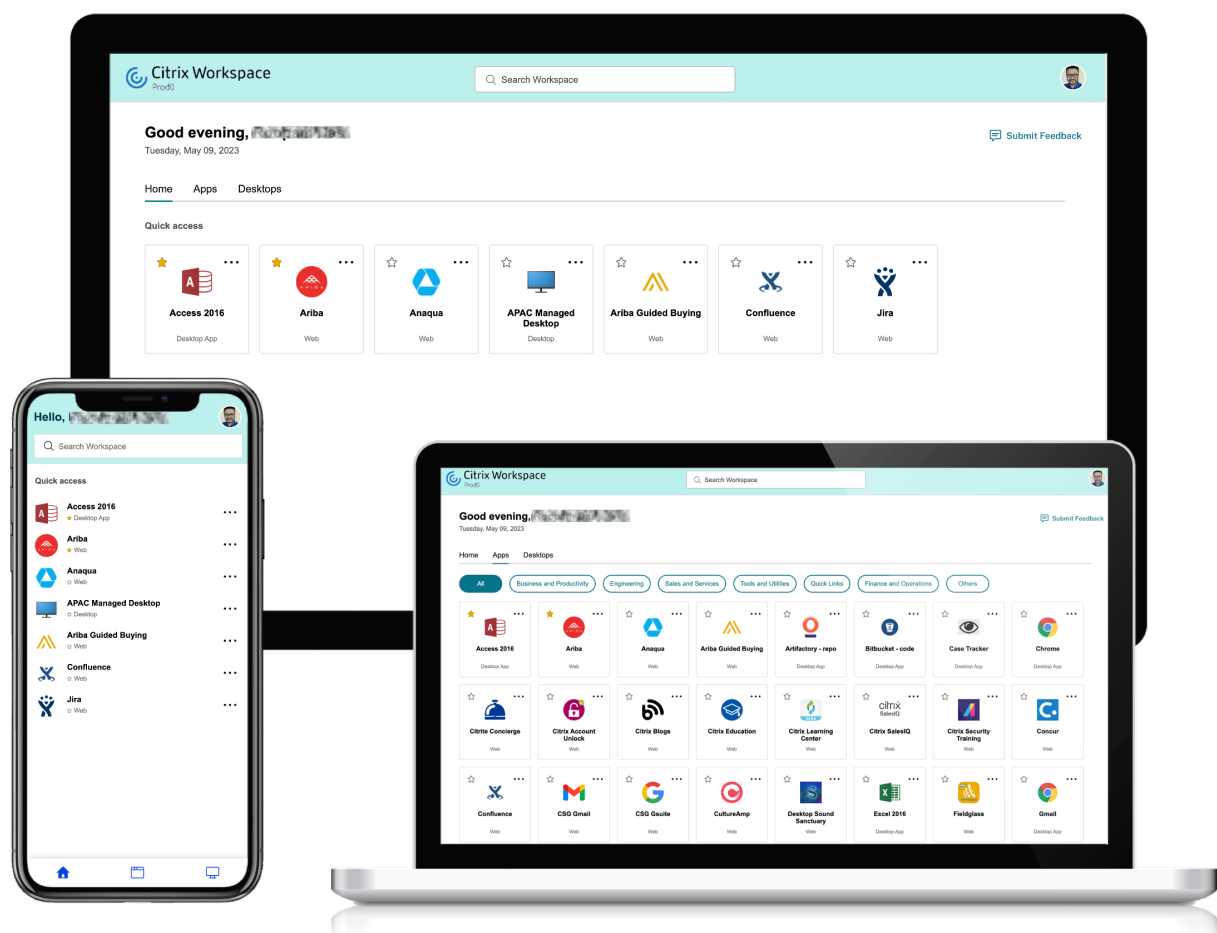 Citrix Workspace
Prod0
Search Workspace
Good evening,
Tuesday, May 09, 2023
Submit Feedback
Home Apps Desktops
Quick access
Access 2016
Desktop App
Ariba
Web
Anaqua
Web
APAC Managed
Desktop
Desktop
Ariba Guided Buying
Web
Confluence
Web
Jira
Web
ARIBA
Hello,
Search Workspace
Quick access
Access 2016
Desktop App
Ariba
Web
Anaqua
Web
APAC Managed Desktop
Desktop
Ariba Guided Buying
Web
Confluence
Web
Jira
Web
Citrix Workspace
Prod0
Search Workspace
Good evening,
Tuesday, May 09, 2023
Submit Feedback
Home Apps Desktops
All Business and Productivity Engineering Sales and Services Tools and Utilities Quick Links Finance and Operations Others
Access 2016
Desktop App
Ariba
Web
Anaqua
Web
Ariba Guided Buying
Web
Artifactory - repo
Desktop App
Bitbucket - code
Desktop App
Case Tracker
Desktop App
Chrome
Desktop App
Citrite Concierge
Web
Citrix Account
Unlock
Web
Citrix Blogs
Web
Citrix Education
Web
Citrix Learning
Center
Web
citrix
SalesIQ
Citrix SalesIQ
Web
Citrix Security
Training
Web
Concur
Web
Confluence
Web
CSG Gmail
Web
CSG Gsuite
Web
CultureAmp
Web
Desktop Sound
Sanctuary
Web
Excel 2016
Desktop App
Fieldglass
Web
Gmail
Desktop App